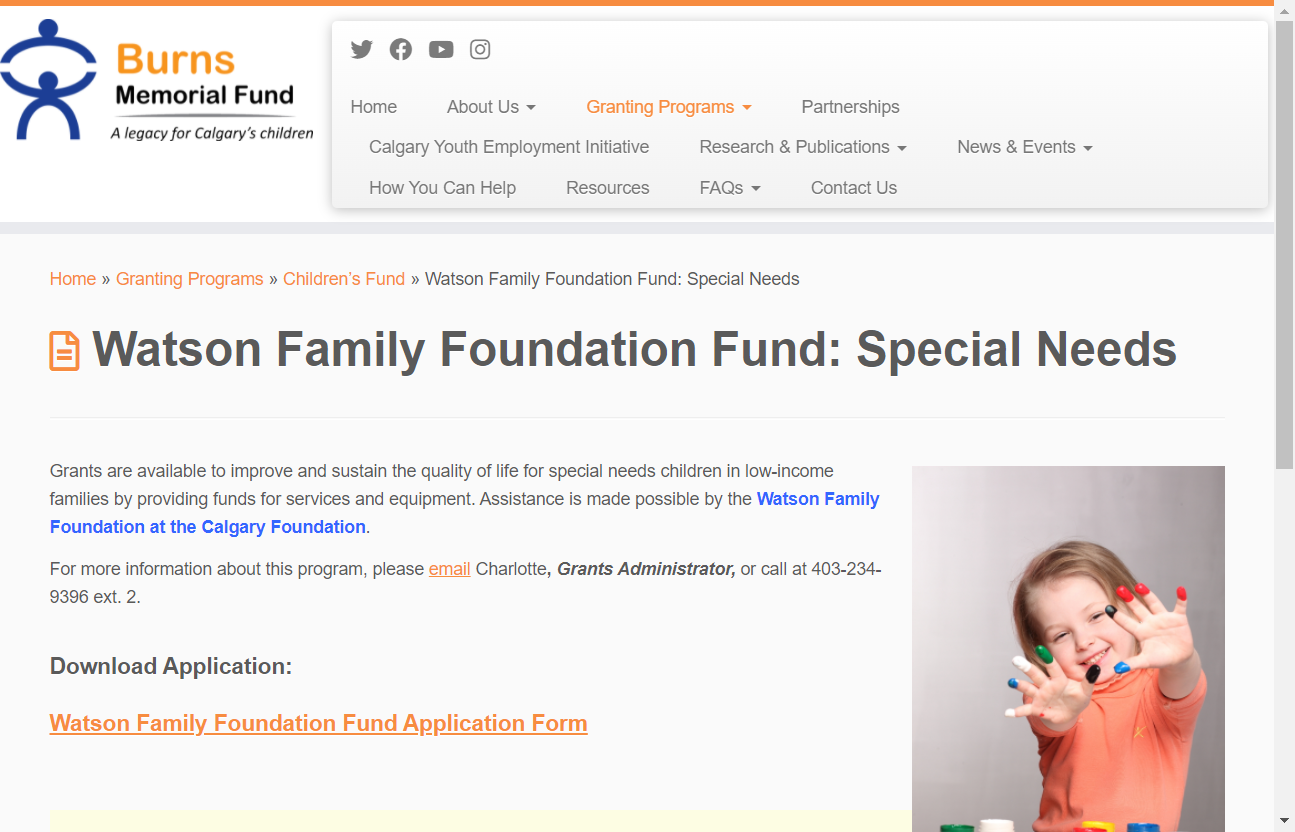 Burns
Memorial Fund
A legacy for Calgary's children
Home About Us Granting Programs Partnerships
Calgary Youth Employment Initiative Research & Publications News & Events
How You Can Help Resources FAQs Contact Us
Home » Granting Programs » Children's Fund » Watson Family Foundation Fund: Special Needs
Watson Family Foundation Fund: Special Needs
Grants are available to improve and sustain the quality of life for special needs children in low-income
families by providing funds for services and equipment. Assistance is made possible by the Watson Family
Foundation at the Calgary Foundation.
For more information about this program, please email Charlotte, Grants Administrator, or call at 403-234-
9396 ext. 2.
Download Application:
Watson Family Foundation Fund Application Form